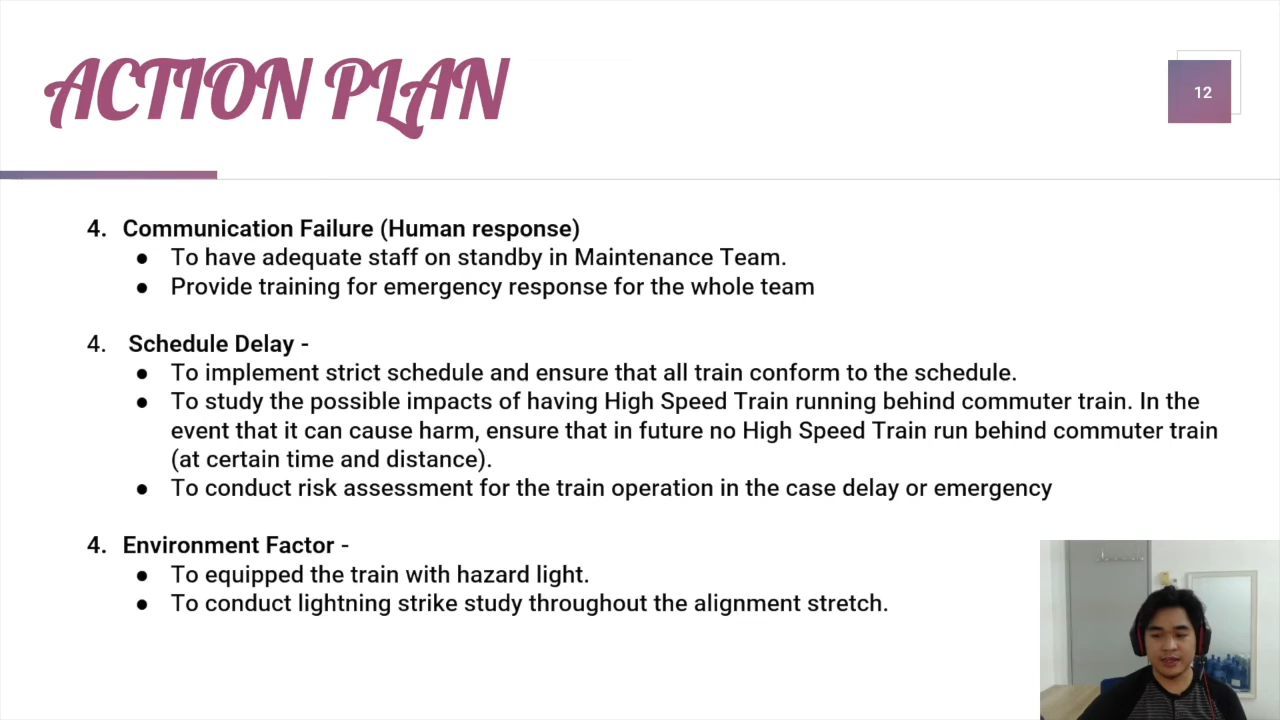 ACTION PLAN
12
4. Communication Failure (Human response)
● To have adequate staff on standby in Maintenance Team.
● Provide training for emergency response for the whole team
4. Schedule Delay -
● To implement strict schedule and ensure that all train conform to the schedule.
● To study the possible impacts of having High Speed Train running behind commuter train. In the
event that it can cause harm, ensure that in future no High Speed Train run behind commuter train
(at certain time and distance).
● To conduct risk assessment for the train operation in the case delay or emergency
4. Environment Factor -
● To equipped the train with hazard light.
● To conduct lightning strike study throughout the alignment stretch.